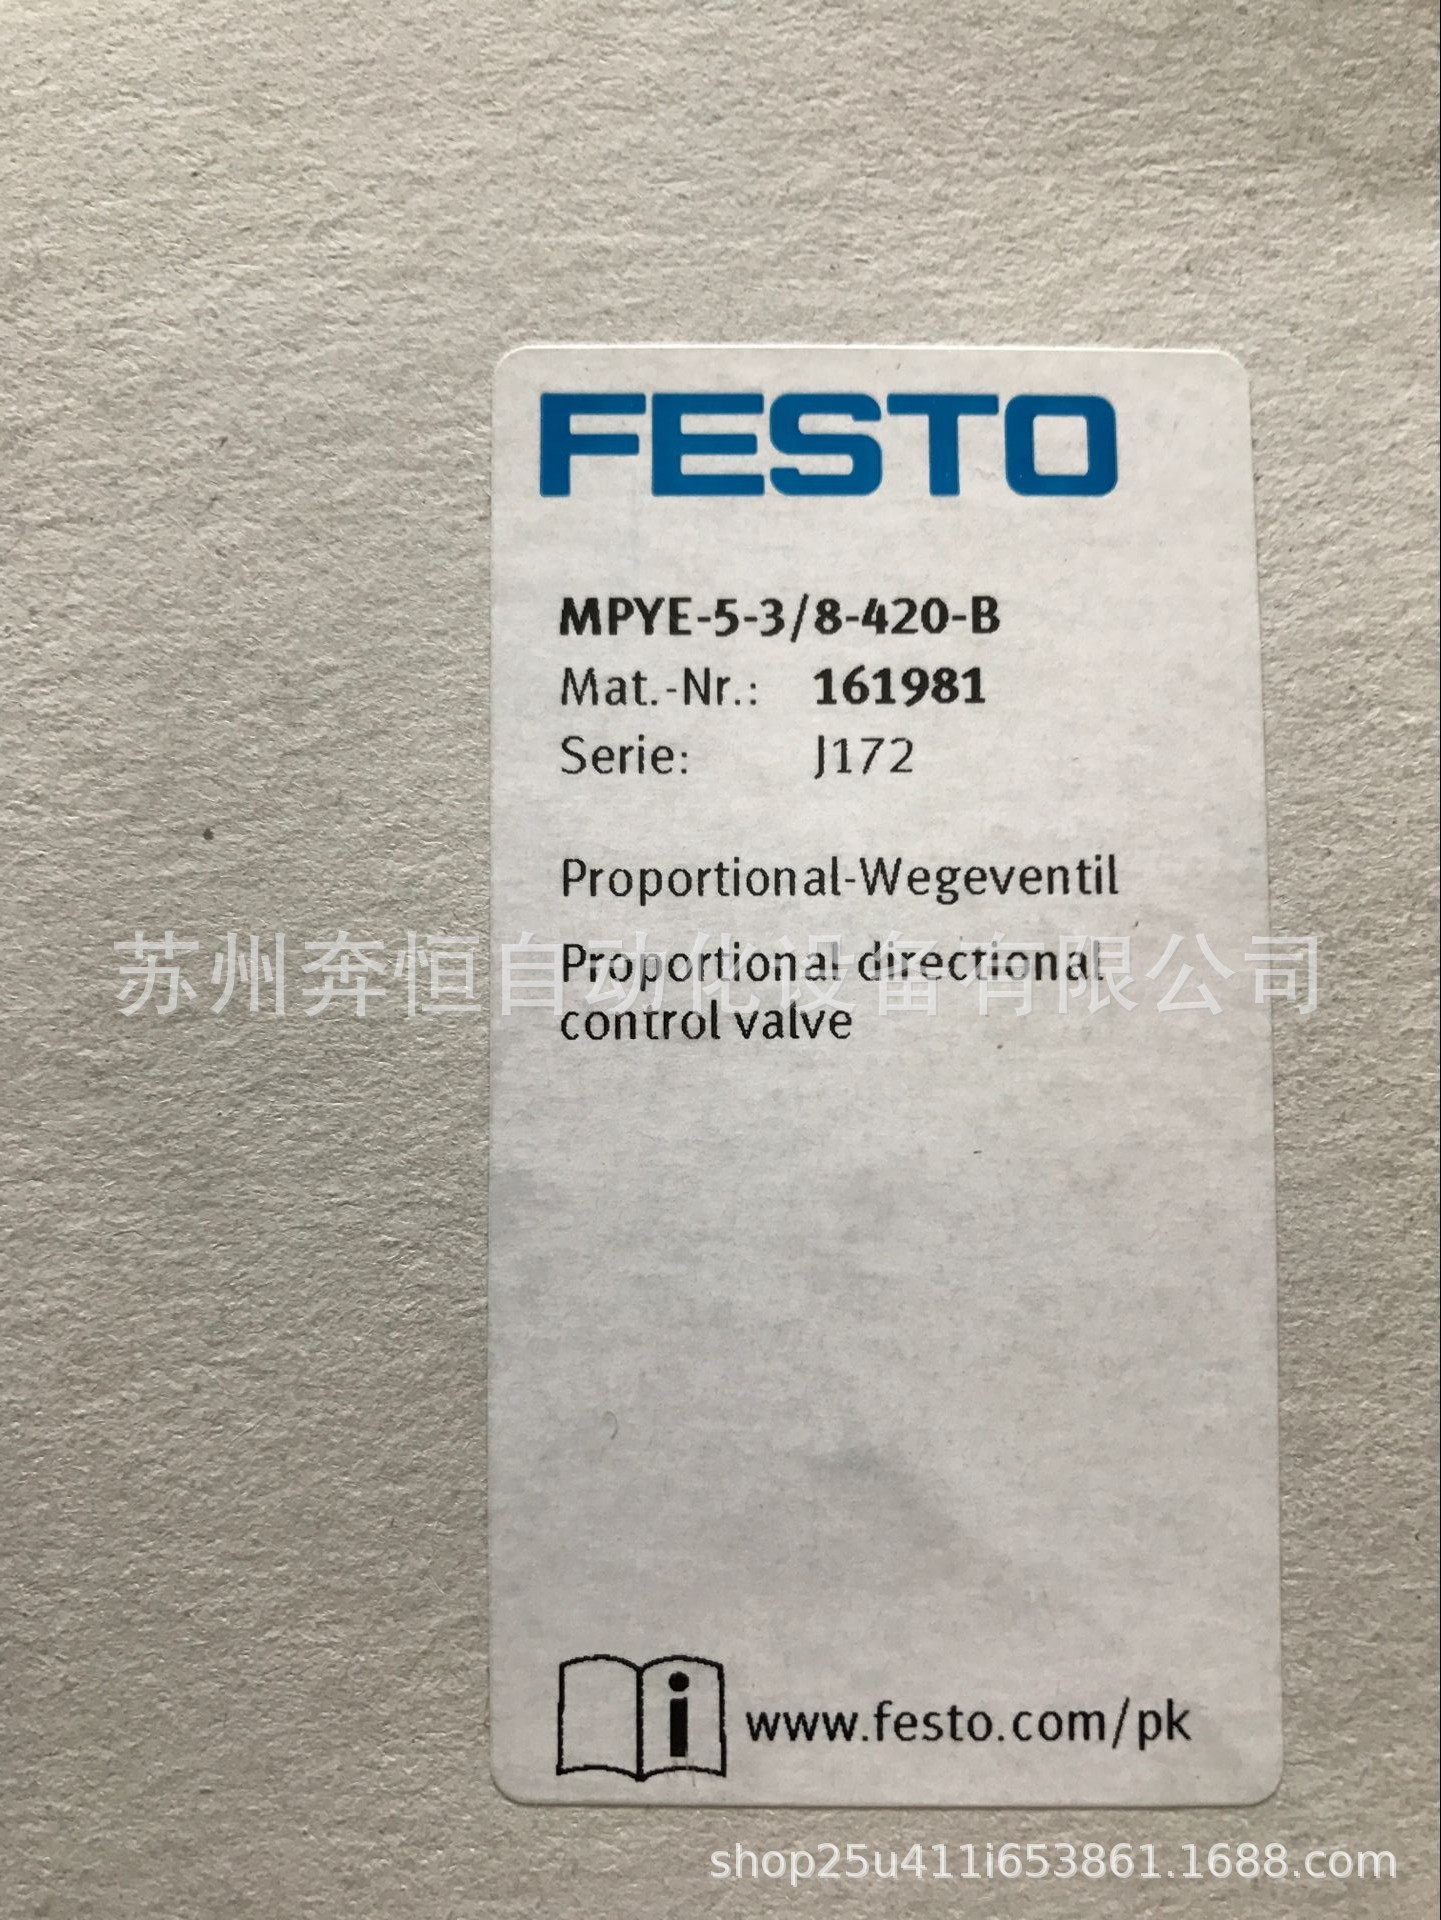 FESTO
MPYE-5-3/8-420-B
Mat.-Nr.: 161981
Serie: J172
Proportional-Wegeventil
苏州奔恒自动化设备有限公司
Proportional directional
control valve
i www.festo.com/pk
shop25u411i653861.1688.com